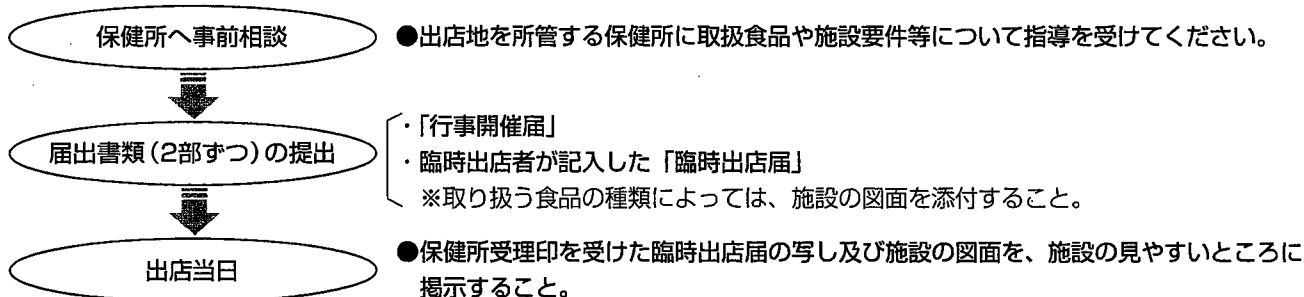 保健所へ事前相談
●出店地を所管する保健所に取扱食品や施設要件等について指導を受けてください。
届出書類(2部ずつ)の提出
・「行事開催届」
・臨時出店者が記入した「臨時出店届」
※取り扱う食品の種類によっては、施設の図面を添付すること。
出店当日
●保健所受理印を受けた臨時出店届の写し及び施設の図面を、施設の見やすいところに
掲示すること。